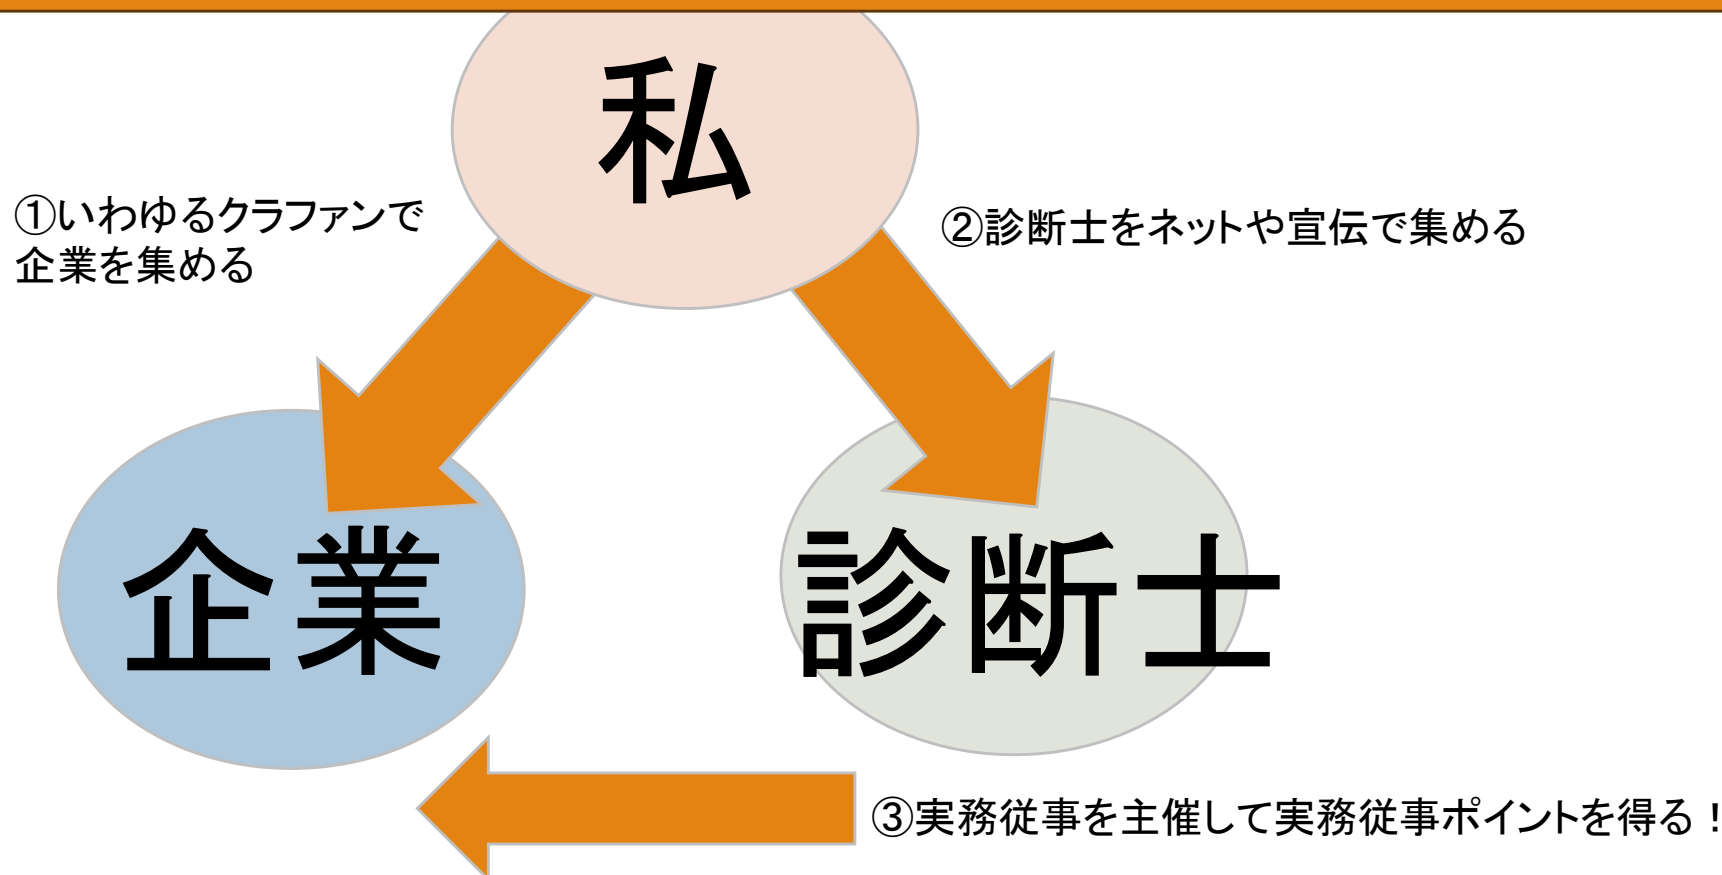 私
①いわゆるクラファンで
企業を集める
②診断士をネットや宣伝で集める
企業
診断士
③実務従事を主催して実務従事ポイントを得る！